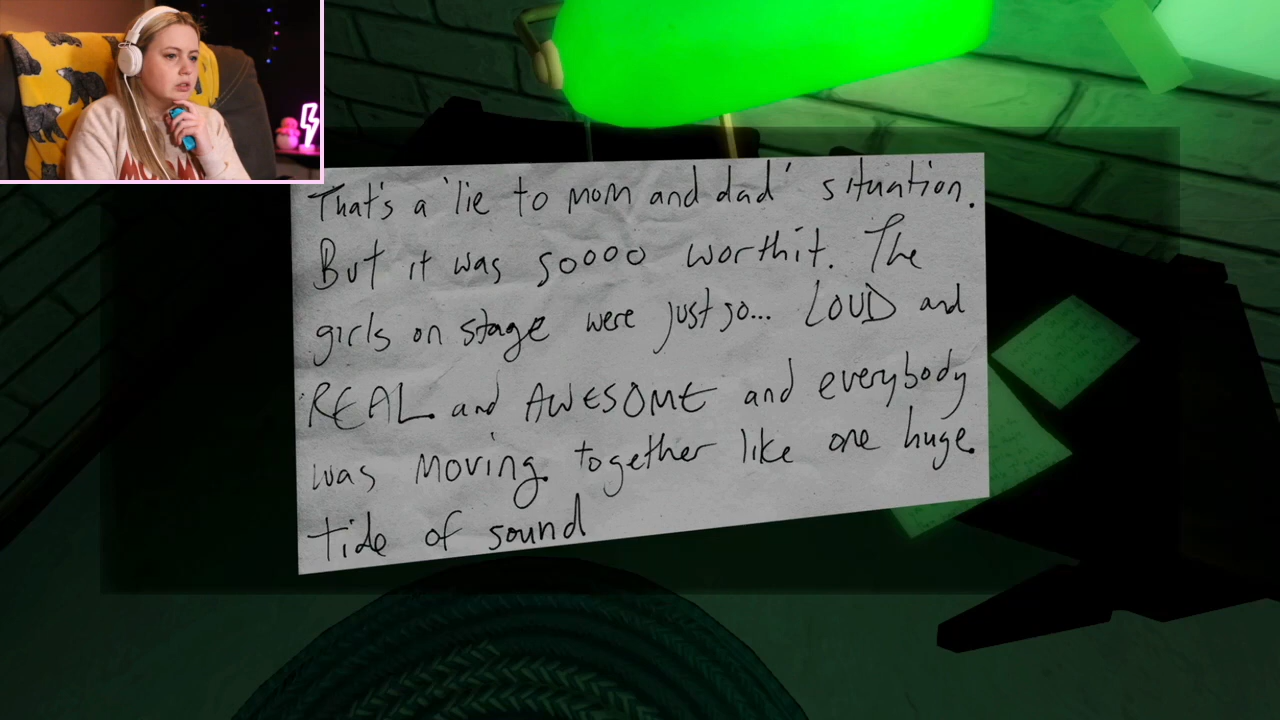 That's a 'lie to mom and dad' situation.
But it was soooo worthit. The
girls on stage were just so... LOUD and
REAL and AWESOME and everybody
was moving together like one huge
tide of sound